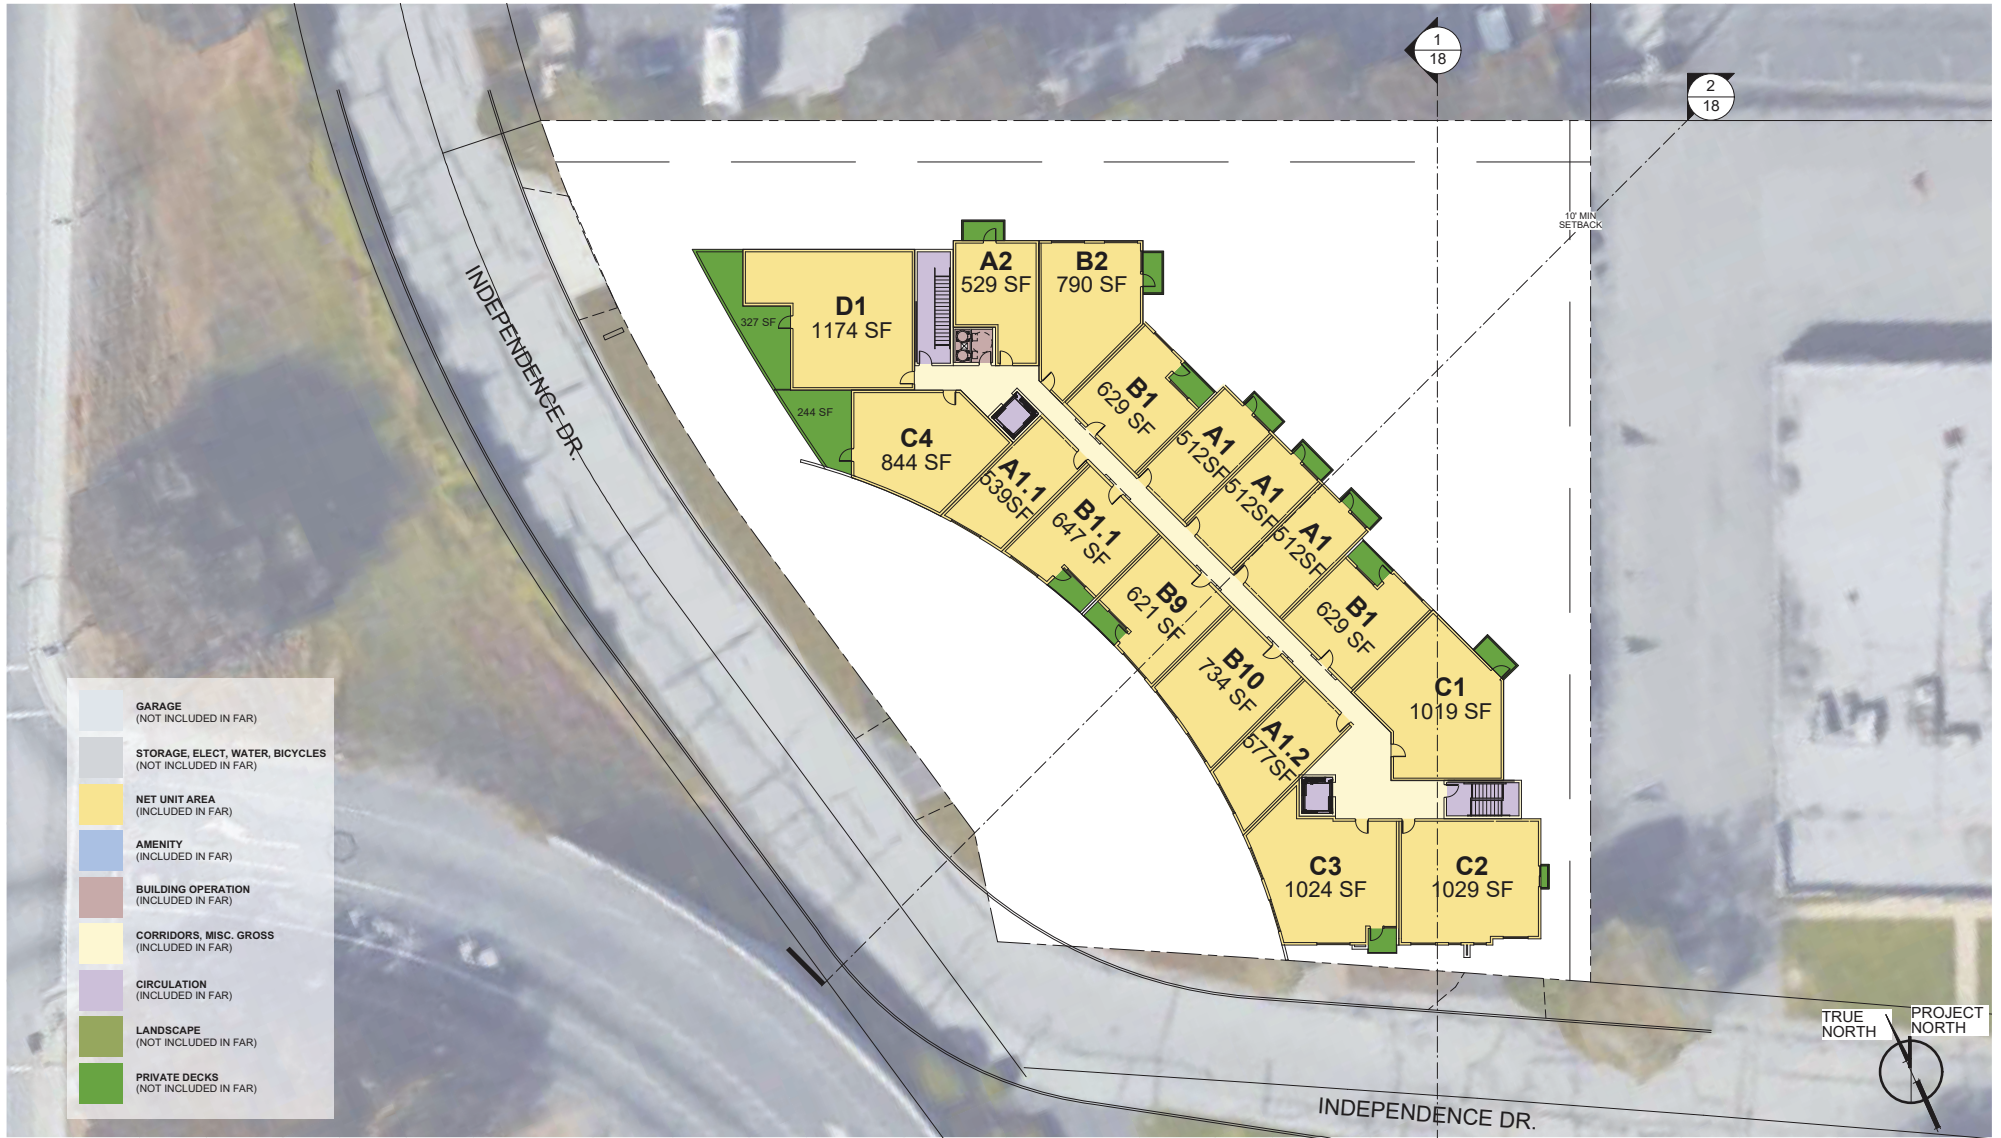 1
18
2
18
10' MIN
SETBACK
INDEPENDENCE DR.
A2
529 SF
B2
790 SF
D1
1174 SF
327 SF
244 SF
C4
844 SF
B1
629 SF
A1
512SF
A1
512SF
A1
512SF
B1
629 SF
A1.1
539SF
B1.1
647 SF
B9
621 SF
B10
734 SF
A1.2
577SF
C1
1019 SF
C3
1024 SF
C2
1029 SF
GARAGE
(NOT INCLUDED IN FAR)
STORAGE, ELECT, WATER, BICYCLES
(NOT INCLUDED IN FAR)
NET UNIT AREA
(INCLUDED IN FAR)
AMENITY
(INCLUDED IN FAR)
BUILDING OPERATION
(INCLUDED IN FAR)
CORRIDORS, MISC. GROSS
(INCLUDED IN FAR)
CIRCULATION
(INCLUDED IN FAR)
LANDSCAPE
(NOT INCLUDED IN FAR)
PRIVATE DECKS
(NOT INCLUDED IN FAR)
TRUE
NORTH
PROJECT
NORTH
INDEPENDENCE DR.